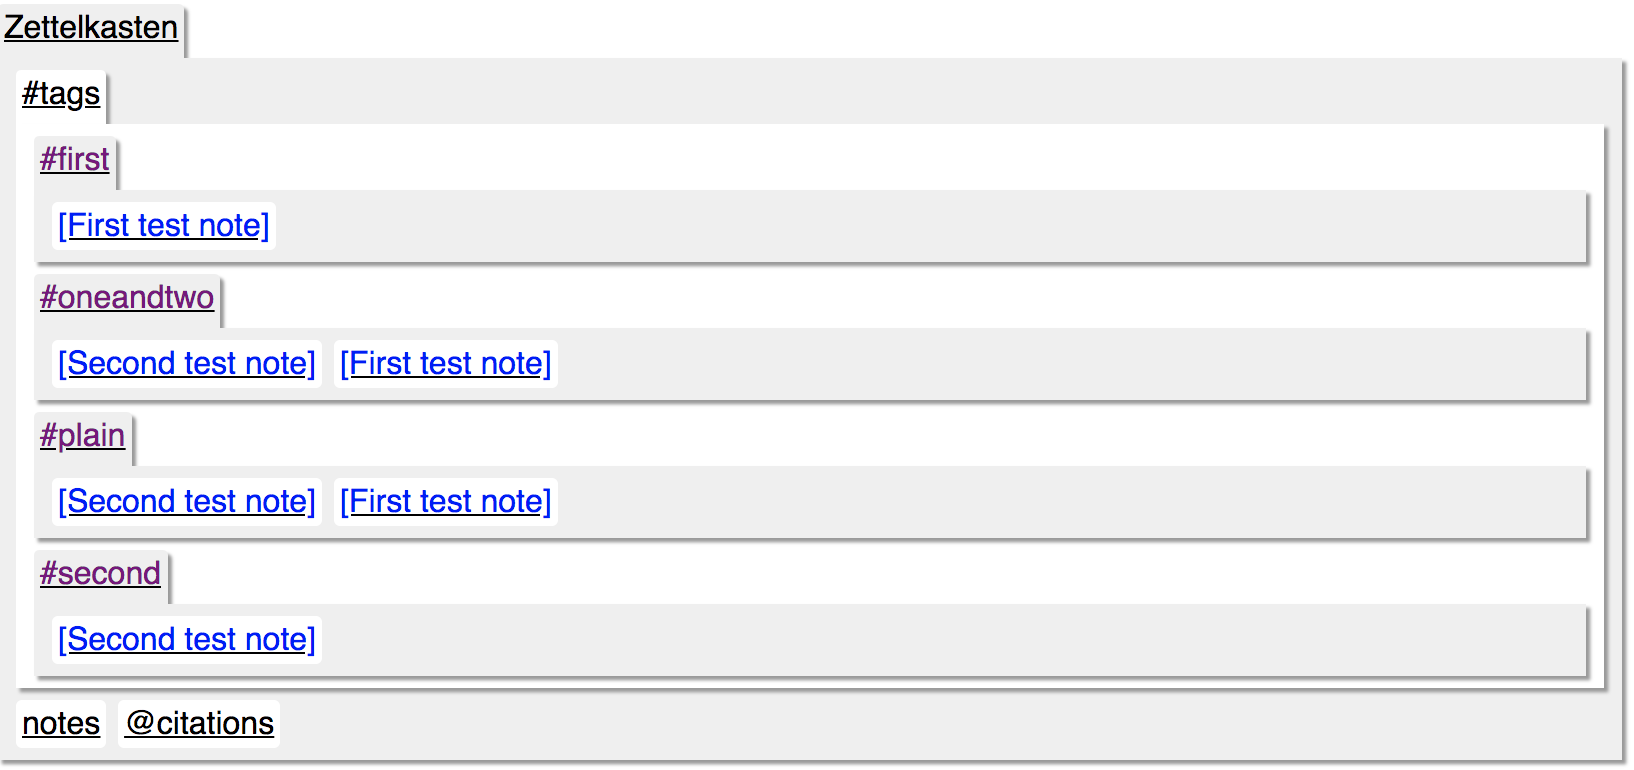 Zettelkasten
#tags
#first
[First test note]
#oneandtwo
[Second test note] [First test note]
#plain
[Second test note] [First test note]
#second
[Second test note]
notes @citations